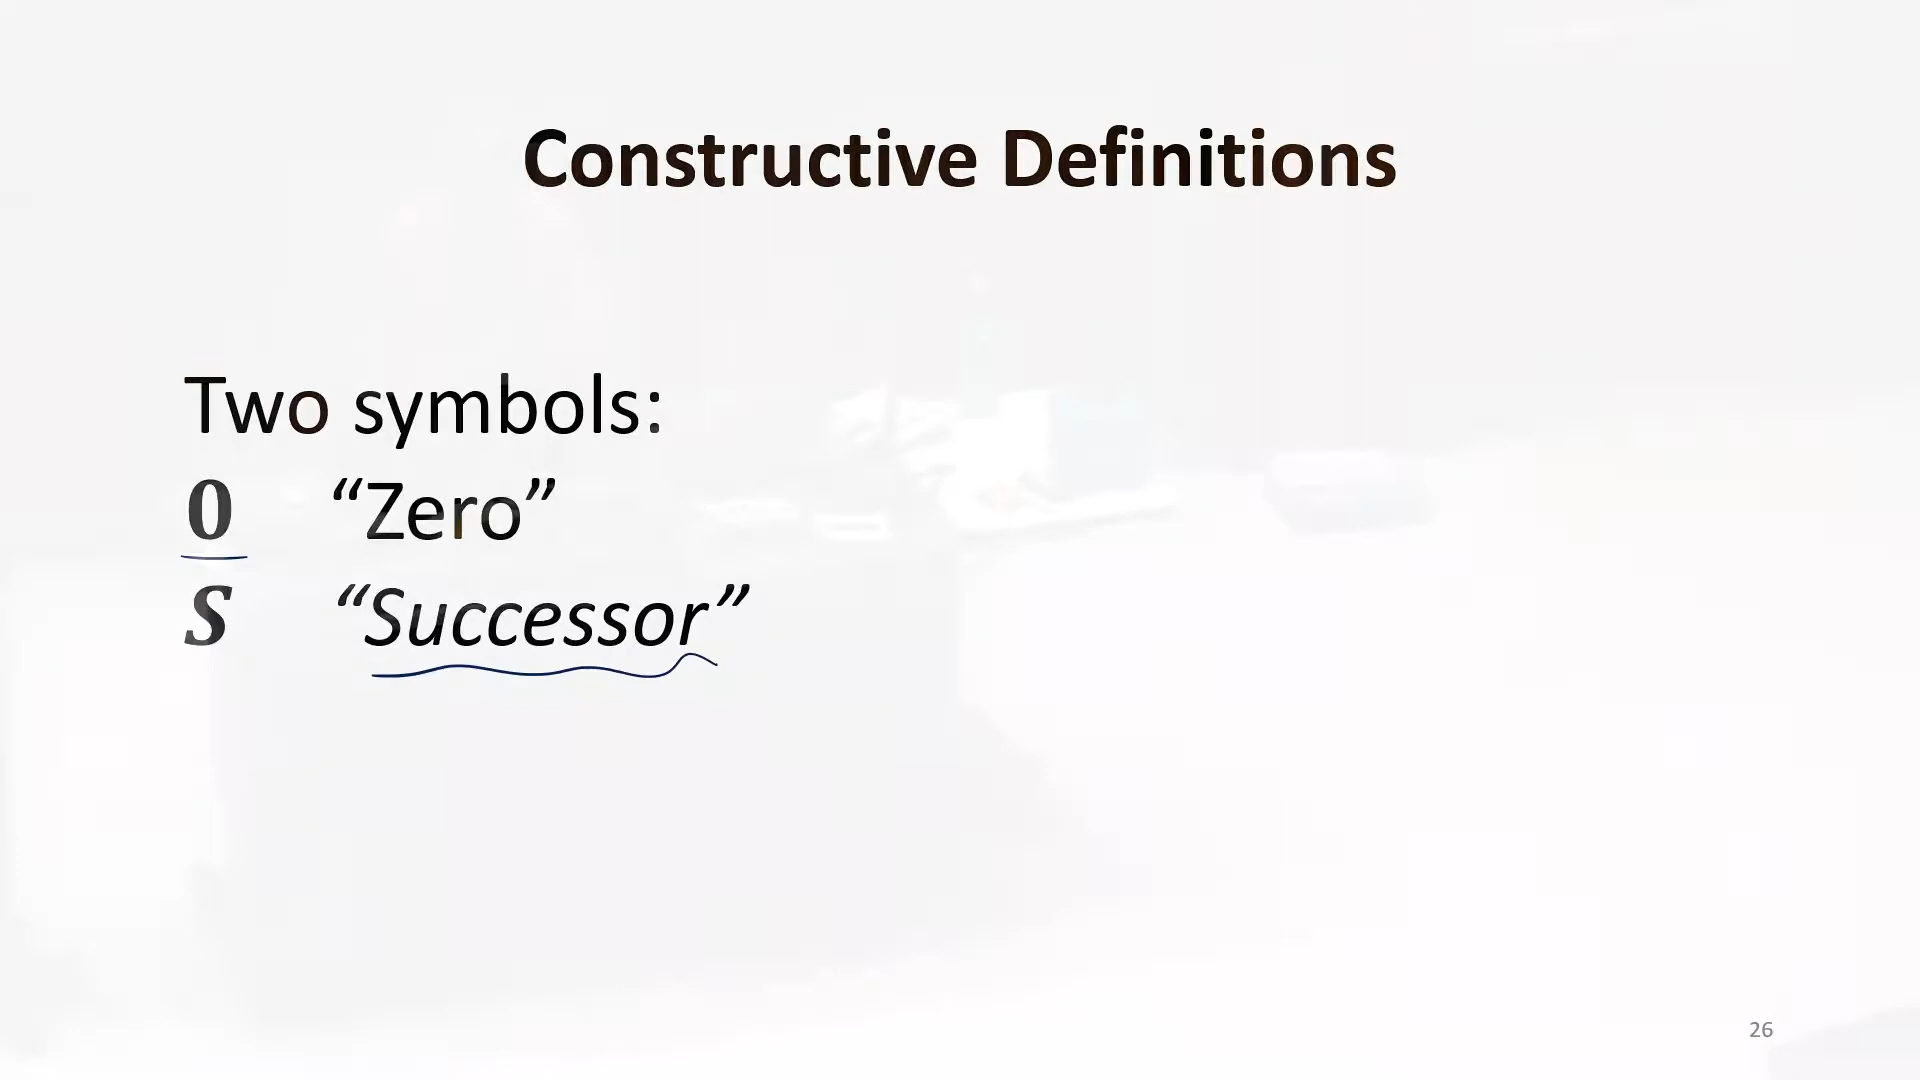 Constructive Definitions
Two symbols:
0 “Zero”
S “Successor”
26